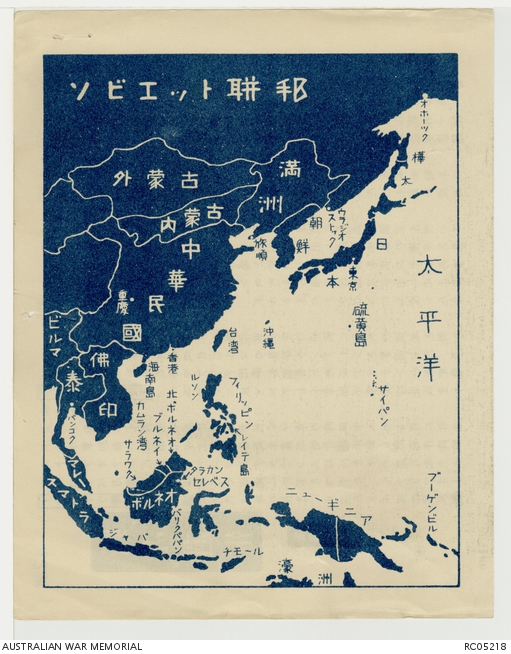 ソビエット聯邦
オホーツク
樺太
外蒙古
満洲
内蒙古
ウラジオストック
朝鮮
旅順
日本
東京
太平洋
中華民國
重慶
硫黄島
沖縄
台湾
ビルマ
佛印
泰
バンコク
香港
海南島
カムラン湾
北ボルネオ
ブルネイ
サラワク
ルソン
フィリッピン
レイテ島
サイパン
タラカン
セレベス
マレー
スマトラ
ボルネオ
バリクパパン
ジャバ
チモール
ニューギニア
ブーゲンビル
濠洲
AUSTRALIAN WAR MEMORIAL
RC05218